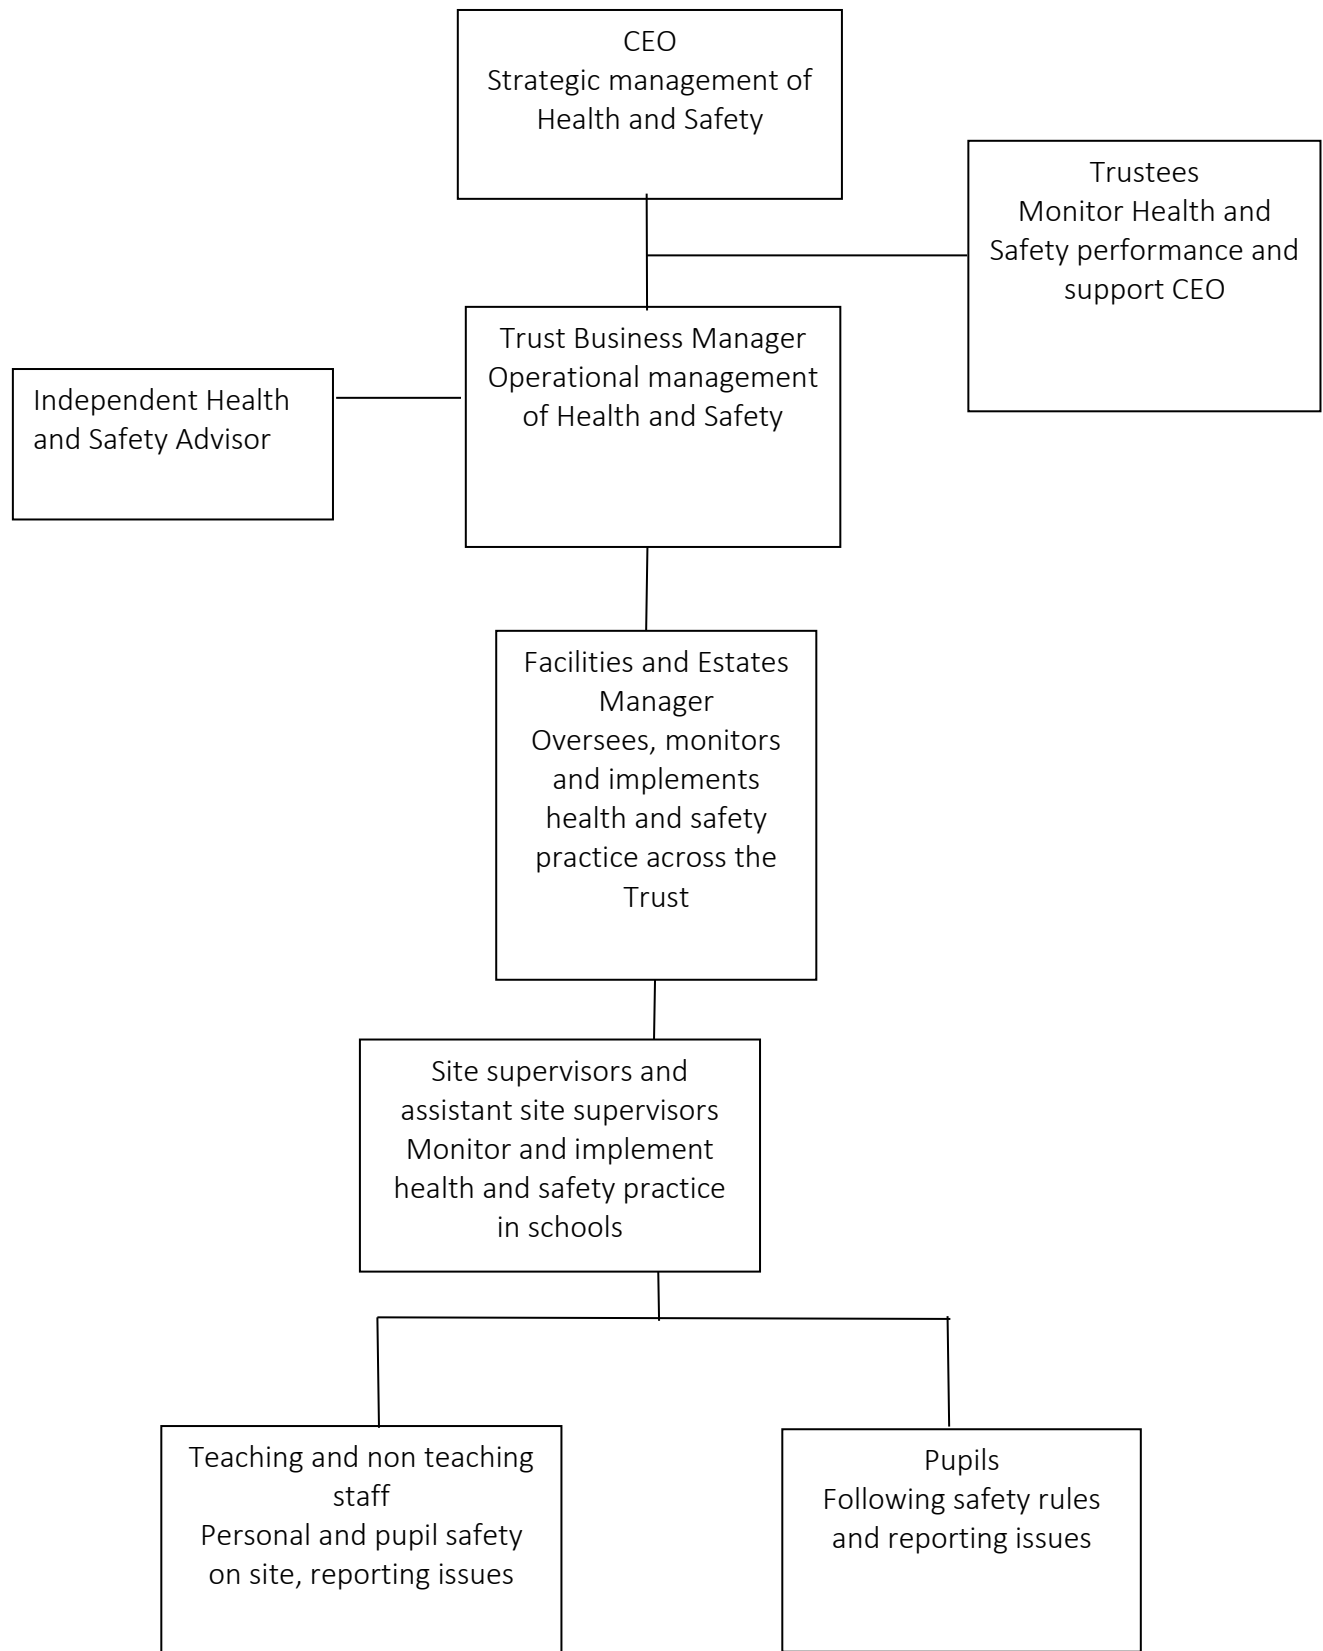 CEO
Strategic management of
Health and Safety
Trustees
Monitor Health and
Safety performance and
support CEO
Trust Business Manager
Operational management
of Health and Safety
Independent Health
and Safety Advisor
Facilities and Estates
Manager
Oversees, monitors
and implements
health and safety
practice across the
Trust
Site supervisors and
assistant site supervisors
Monitor and implement
health and safety practice
in schools
Teaching and non teaching
staff
Personal and pupil safety
on site, reporting issues
Pupils
Following safety rules
and reporting issues